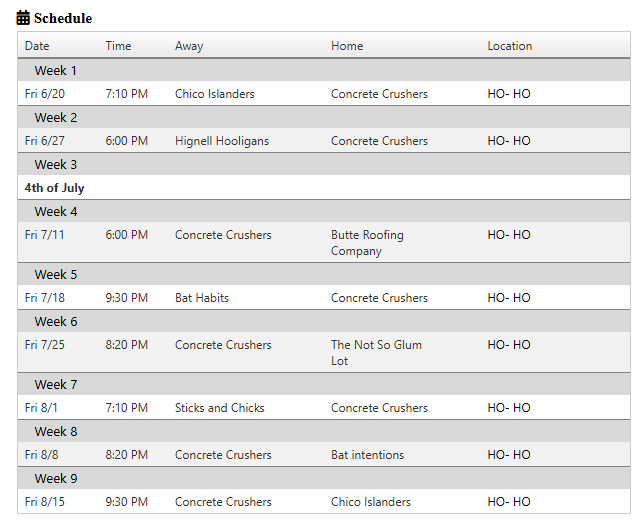 Schedule
Date Time Away Home Location
Week 1
Fri 6/20 7:10 PM Chico Islanders Concrete Crushers HO- HO
Week 2
Fri 6/27 6:00 PM Hignell Hooligans Concrete Crushers HO- HO
Week 3
4th of July
Week 4
Fri 7/11 6:00 PM Concrete Crushers Butte Roofing HO- HO
Company
Week 5
Fri 7/18 9:30 PM Bat Habits Concrete Crushers HO- HO
Week 6
Fri 7/25 8:20 PM Concrete Crushers The Not So Glum HO- HO
Lot
Week 7
Fri 8/1 7:10 PM Sticks and Chicks Concrete Crushers HO- HO
Week 8
Fri 8/8 8:20 PM Concrete Crushers Bat intentions HO- HO
Week 9
Fri 8/15 9:30 PM Concrete Crushers Chico Islanders HO- HO